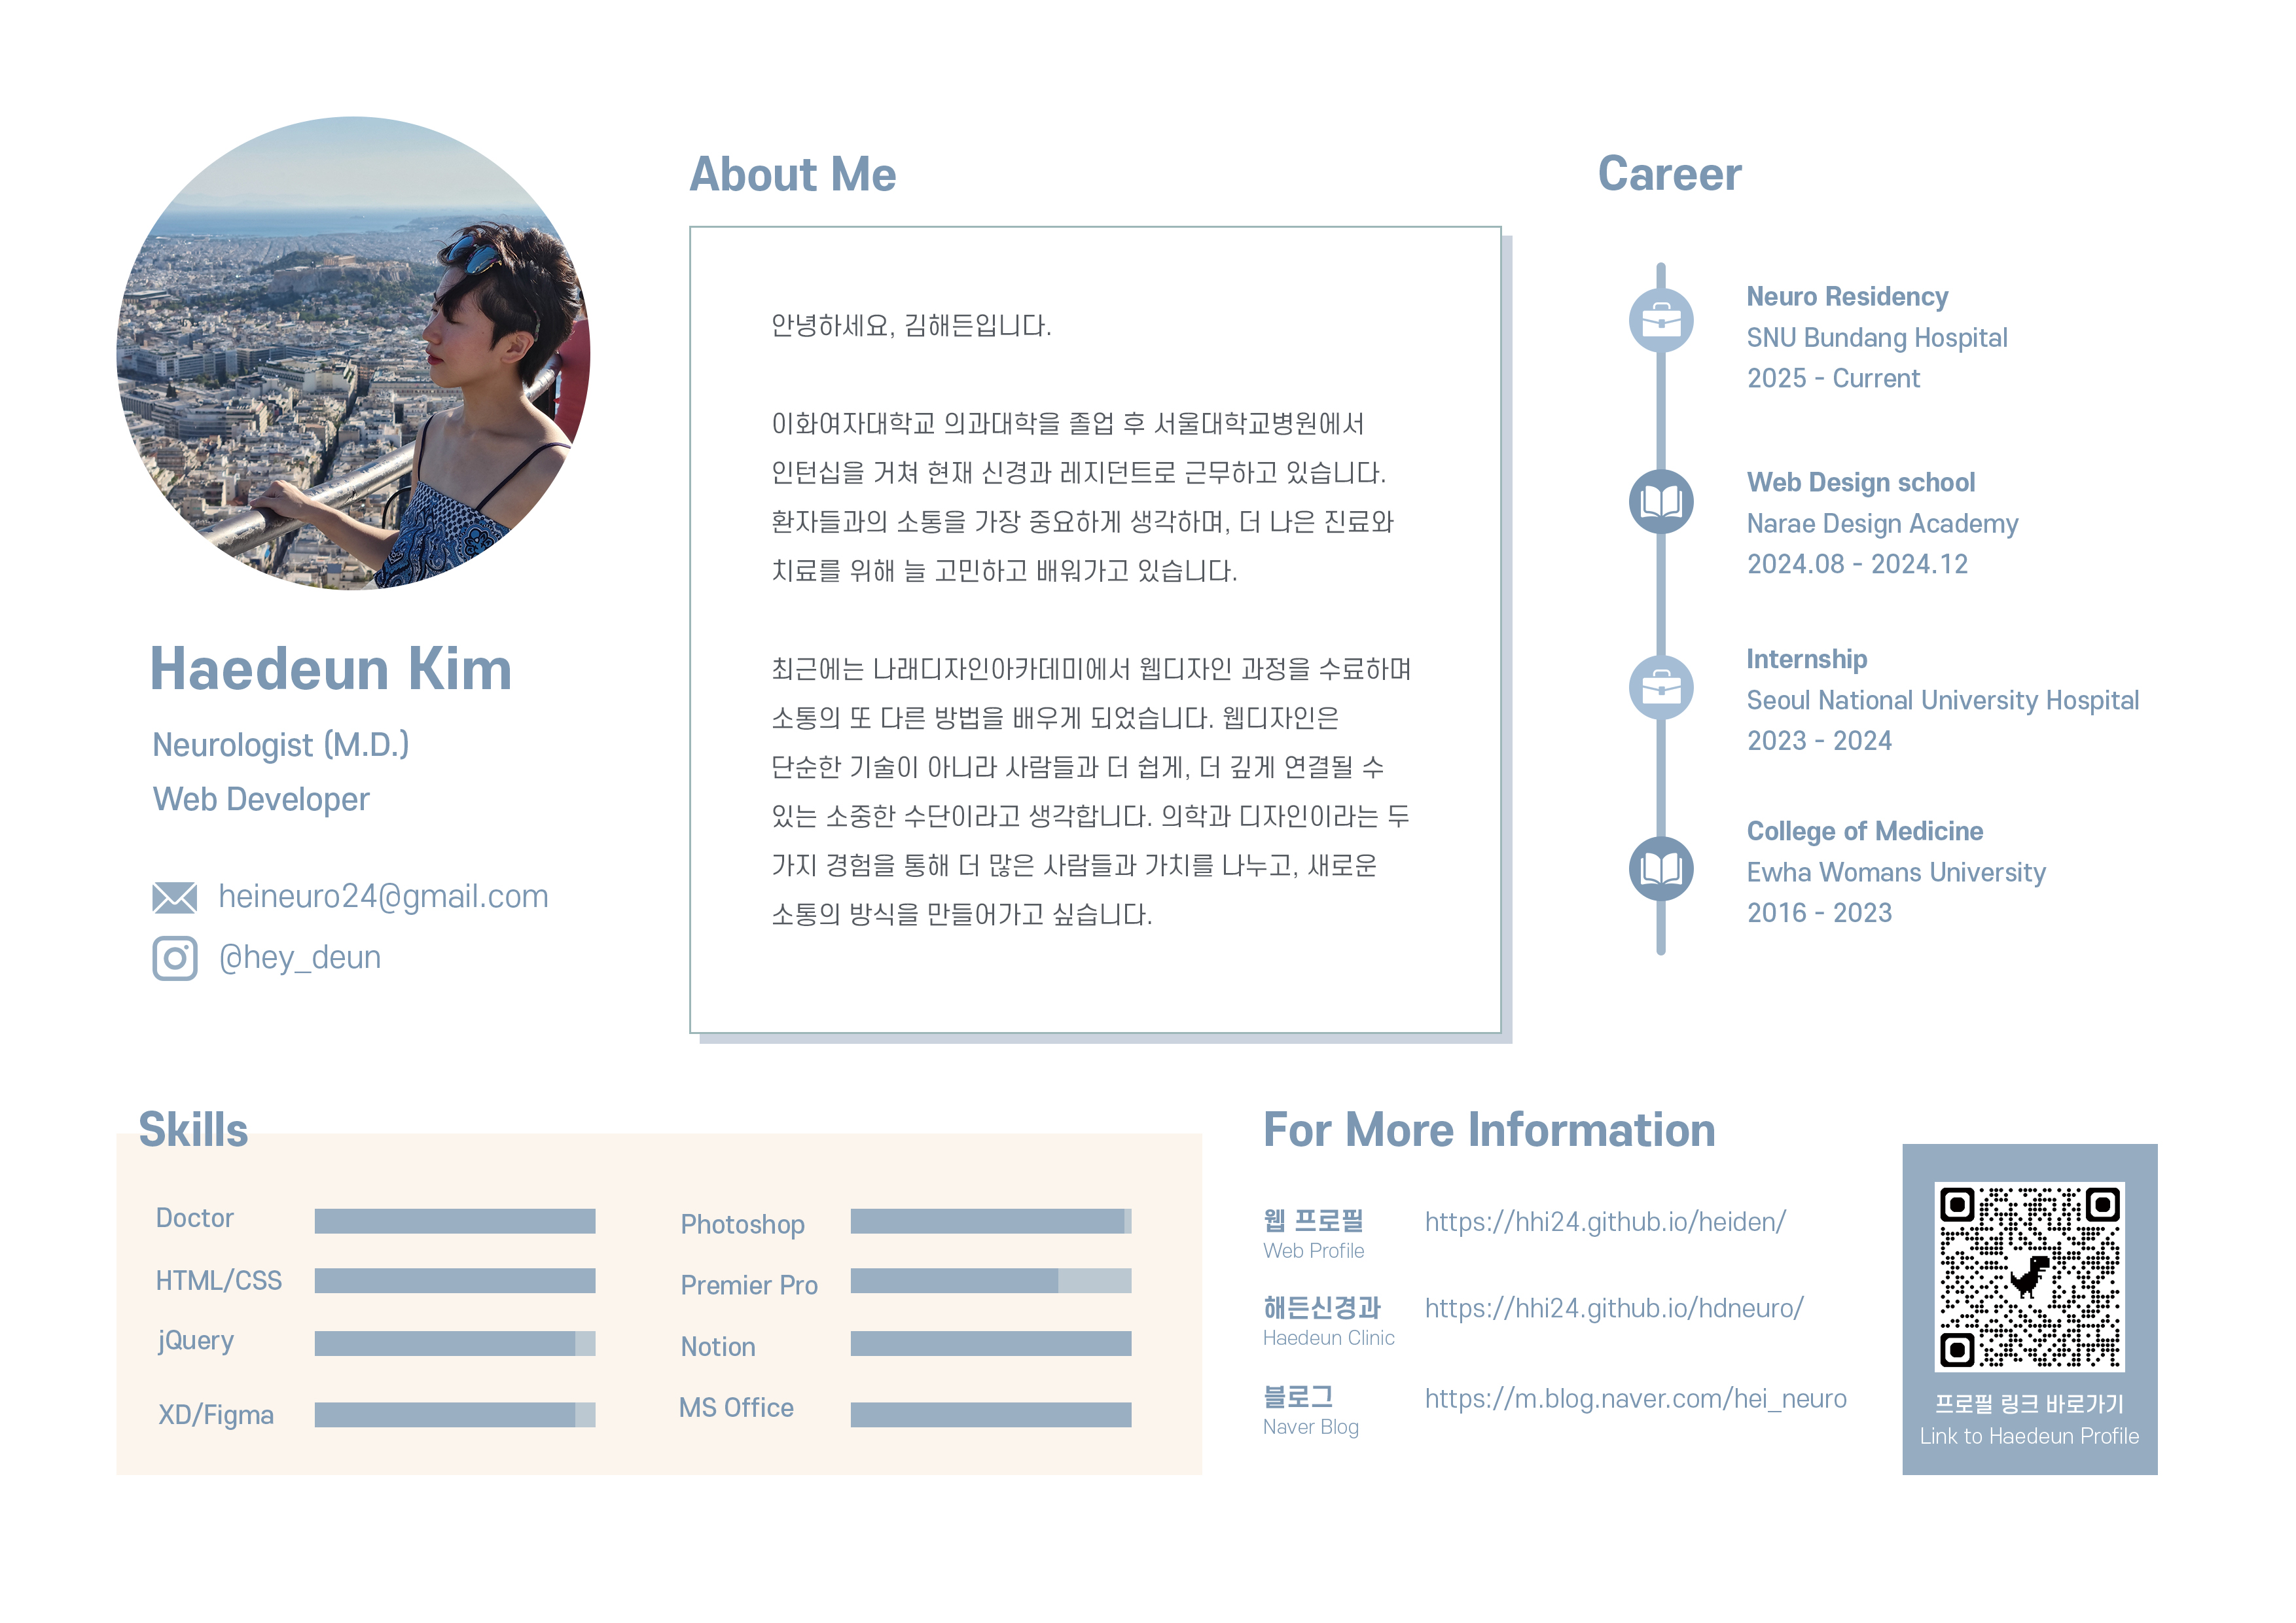 Haedeun Kim
Neurologist (M.D.)
Web Developer
heineuro24@gmail.com
@hey_deun
About Me
안녕하세요, 김해든입니다.
이화여자대학교 의과대학을 졸업 후 서울대학교병원에서
인턴십을 거쳐 현재 신경과 레지던트로 근무하고 있습니다.
환자들과의 소통을 가장 중요하게 생각하며, 더 나은 진료와
치료를 위해 늘 고민하고 배워가고 있습니다.
최근에는 나래디자인아카데미에서 웹디자인 과정을 수료하며
소통의 또 다른 방법을 배우게 되었습니다. 웹디자인은
단순한 기술이 아니라 사람들과 더 쉽게, 더 깊게 연결될 수
있는 소중한 수단이라고 생각합니다. 의학과 디자인이라는 두
가지 경험을 통해 더 많은 사람들과 가치를 나누고, 새로운
소통의 방식을 만들어가고 싶습니다.
Career
Neuro Residency
SNU Bundang Hospital
2025 - Current
Web Design school
Narae Design Academy
2024.08 - 2024.12
Internship
Seoul National University Hospital
2023 - 2024
College of Medicine
Ewha Womans University
2016 - 2023
Skills
Doctor
HTML/CSS
jQuery
XD/Figma
Photoshop
Premier Pro
Notion
MS Office
For More Information
웹 프로필
Web Profile
https://hhi24.github.io/heiden/
해든신경과
Haedeun Clinic
https://hhi24.github.io/hdneuro/
블로그
Naver Blog
https://m.blog.naver.com/hei_neuro
프로필 링크 바로가기
Link to Haedeun Profile